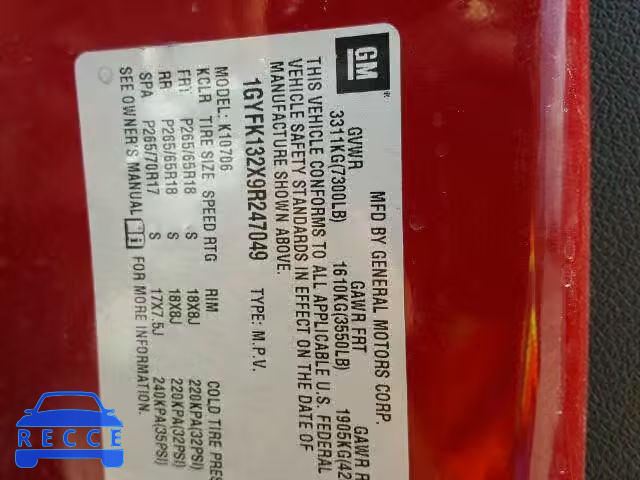 GM
MFD BY GENERAL MOTORS CORP
GVWR GAWR FRT GAWR
3311KG(7300LB) 1610KG(3550LB) 1905KG(42
THIS VEHICLE CONFORMS TO ALL APPLICABLE U.S. FEDERAL
VEHICLE SAFETY STANDARDS IN EFFECT ON THE DATE OF
MANUFACTURE SHOWN ABOVE.
1GYFK132X9R247049 TYPE: M.P.V.
MODEL: K10706
KCLR TIRE SIZE SPEED RTG RIM COLD TIRE PRES
FRT P265/65R18 S 18X8J 220KPA(32PSI)
RR P265/65R18 S 18X8J 220KPA(32PSI)
SPA P265/70R17 S 17X7.5J 240KPA(35PSI)
SEE OWNER'S MANUAL FOR MORE INFORMATION.
RECCE